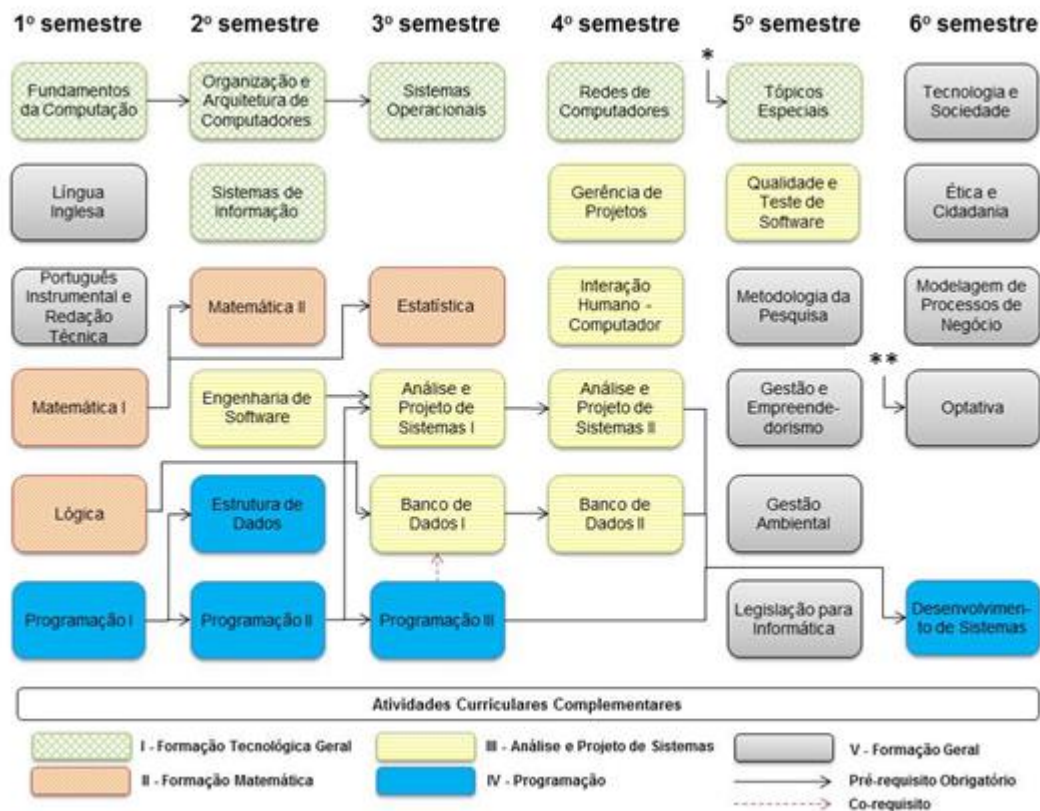 1º semestre
2º semestre
3º semestre
4º semestre
5º semestre
6º semestre
*
Fundamentos
da Computação
Organização e
Arquitetura de
Computadores
Sistemas
Operacionais
Redes de
Computadores
Tópicos
Especiais
Tecnologia e
Sociedade
Língua
Inglesa
Sistemas de
Informação
Gerência de
Projetos
Qualidade e
Teste de
Software
Ética e
Cidadania
Português
Instrumental e
Redação
Técnica
Matemática II
Estatística
Interação
Humano -
Computador
Metodologia da
Pesquisa
Modelagem de
Processos de
Negócio
**
Matemática I
Engenharia de
Software
Análise e
Projeto de
Sistemas I
Análise e
Projeto de
Sistemas II
Gestão e
Empreende-
dorismo
Optativa
Lógica
Estrutura de
Dados
Banco de
Dados I
Banco de
Dados II
Gestão
Ambiental
Programação I
Programação II
Programação III
Legislação para
Informática
Desenvolvimen-
to de Sistemas
Atividades Curriculares Complementares
I - Formação Tecnológica Geral
III - Análise e Projeto de Sistemas
V - Formação Geral
II - Formação Matemática
IV - Programação
Pré-requisito Obrigatório
Co-requisito